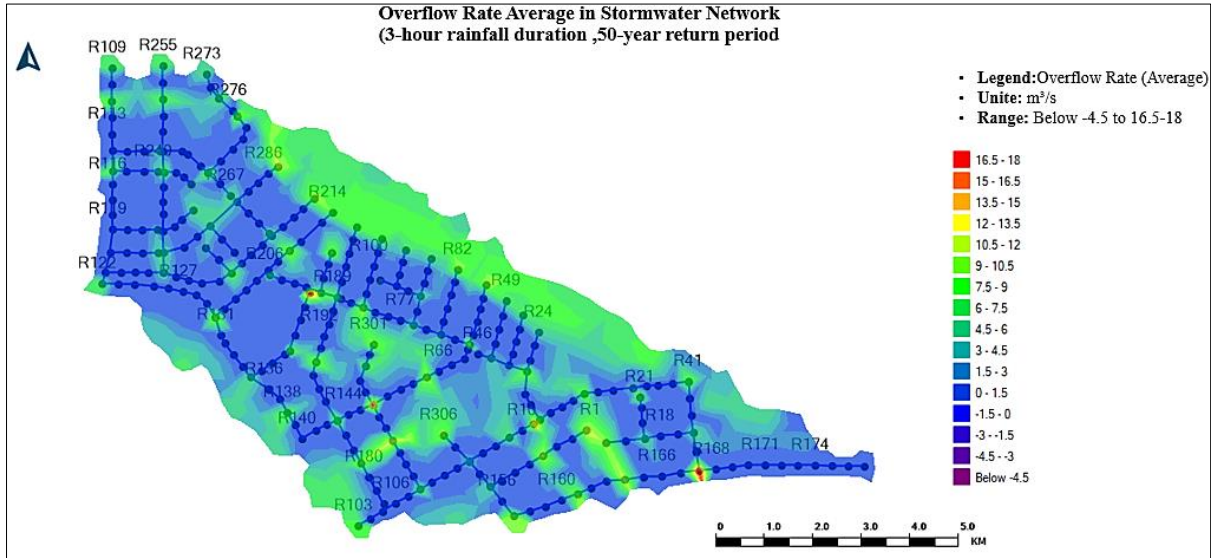 Overflow Rate Average in Stormwater Network
(3-hour rainfall duration ,50-year return period
R109 R255 R273
R276
R113
R286
R116 R240
R267
R214
R119
R206 R100
R82
R122 R127 R189
R49
R77
R131 R192 R24
R301
R46
R66
R136
R41
R138 R144 R21
R140 R306 R10 R1 R18
R180 R166 R168 R171 R174
R106 R156 R160
R103
• Legend:Overflow Rate (Average)
• Unite: m³/s
• Range: Below -4.5 to 16.5-18
16.5 - 18
15 - 16.5
13.5 - 15
12 - 13.5
10.5 - 12
9 - 10.5
7.5 - 9
6 - 7.5
4.5 - 6
3 - 4.5
1.5 - 3
0 - 1.5
-1.5 - 0
-3 - -1.5
-4.5 - -3
Below -4.5
0 1.0 2.0 3.0 4.0 5.0
KM